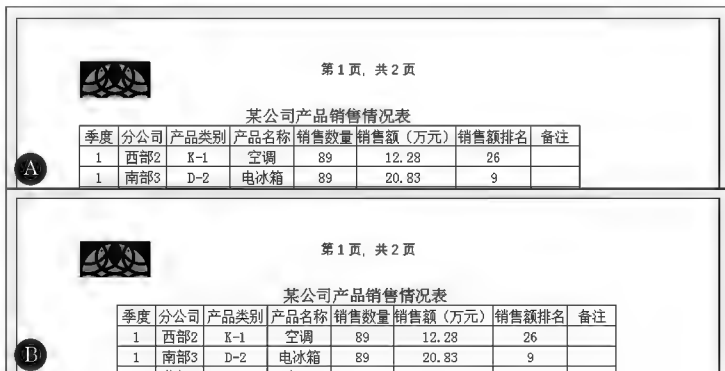 第1页，共2页
某公司产品销售情况表
季度 分公司 产品类别 产品名称 销售数量 销售额（万元） 销售额排名 备注
1 西部2 K-1 空调 89 12.28 26
A
1 南部3 D-2 电冰箱 89 20.83 9
第1页，共2页
某公司产品销售情况表
季度 分公司 产品类别 产品名称 销售数量 销售额（万元） 销售额排名 备注
1 西部2 K-1 空调 89 12.28 26
B
1 南部3 D-2 电冰箱 89 20.83 9